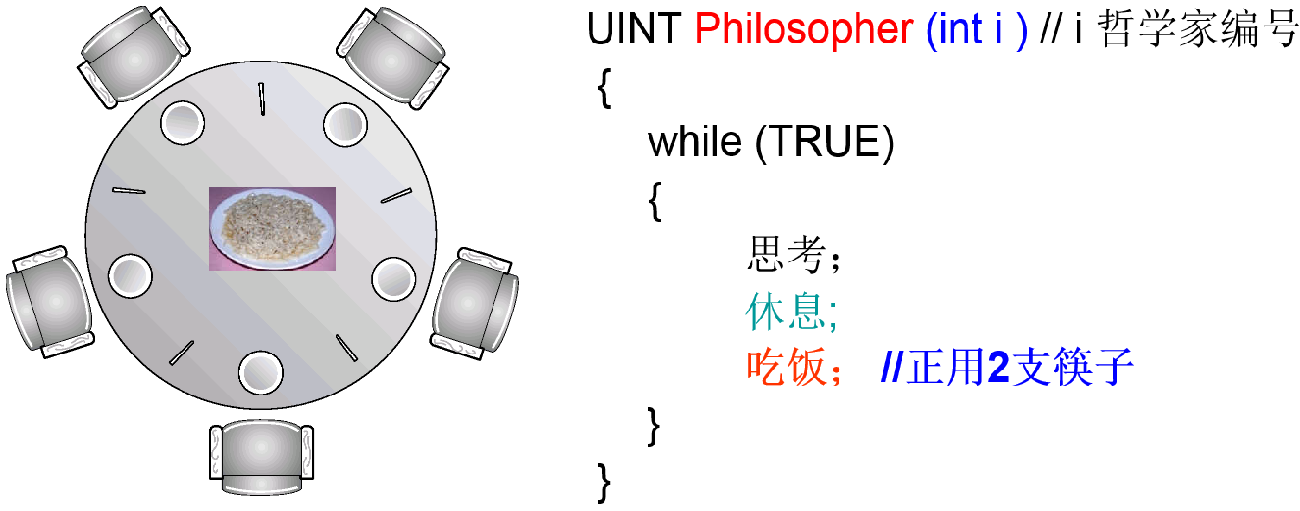 UINT Philosopher (int i ) // i 哲学家编号
{
while (TRUE)
{
思考；
休息;
吃饭； //正用2支筷子
}
}